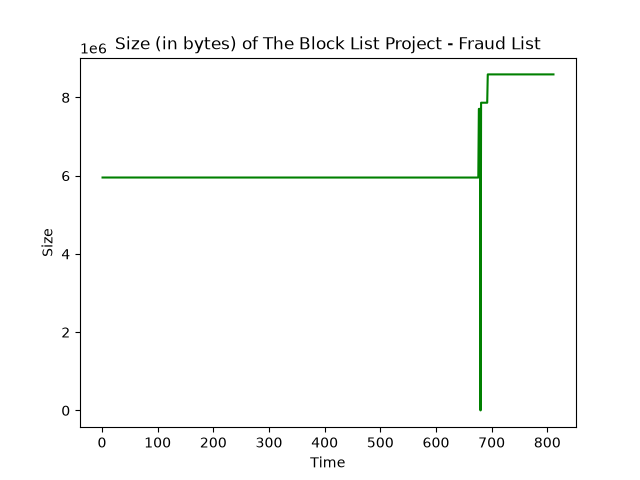 Size (in bytes) of The Block List Project - Fraud List
1e6
8
6
4
2
0
Size
0 100 200 300 400 500 600 700 800
Time